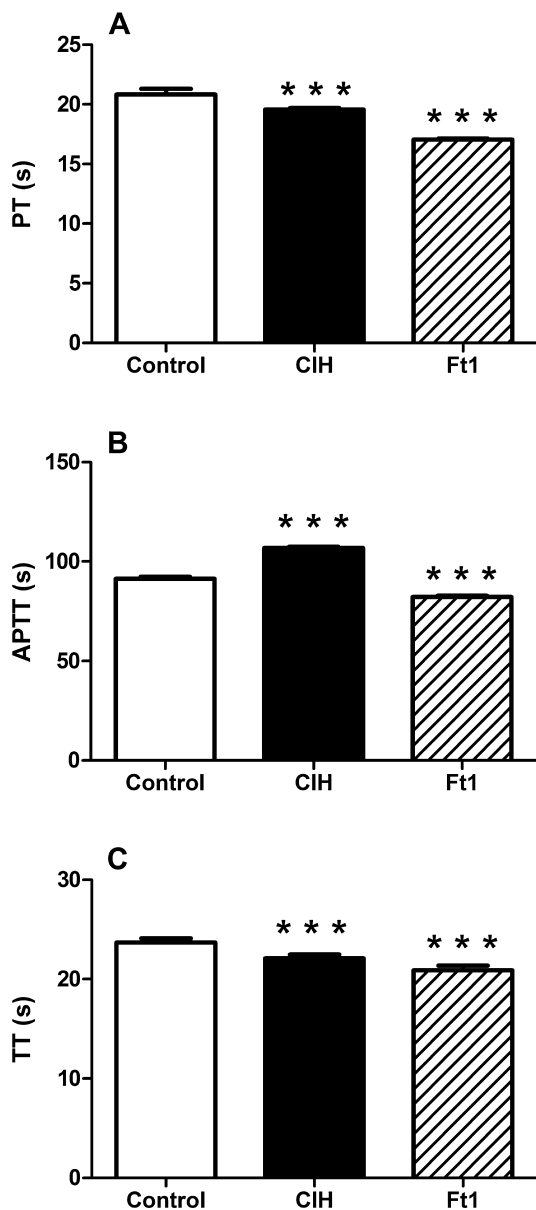 A
PT (s)
25
20
15
10
5
0
* * *
* * *
Control CIH Ft1
B
APTT (s)
150
100
50
0
* * *
* * *
Control CIH Ft1
C
TT (s)
30
20
10
0
* * *
* * *
Control CIH Ft1